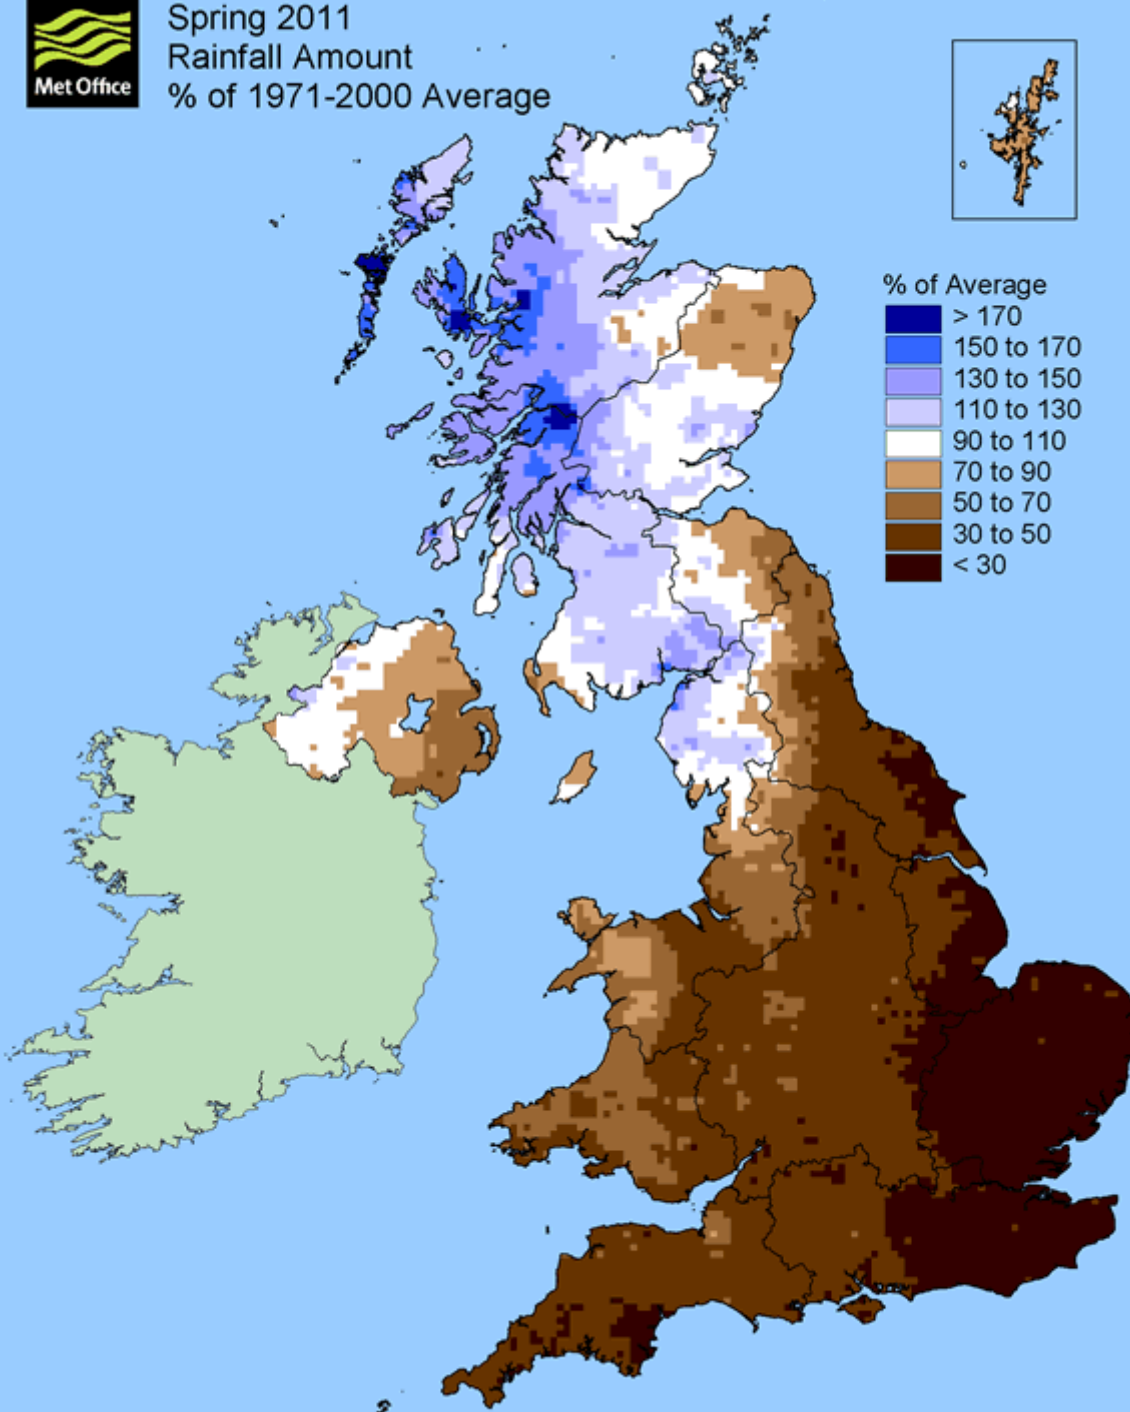 Met Office
Spring 2011
Rainfall Amount
% of 1971-2000 Average
% of Average
> 170
150 to 170
130 to 150
110 to 130
90 to 110
70 to 90
50 to 70
30 to 50
< 30